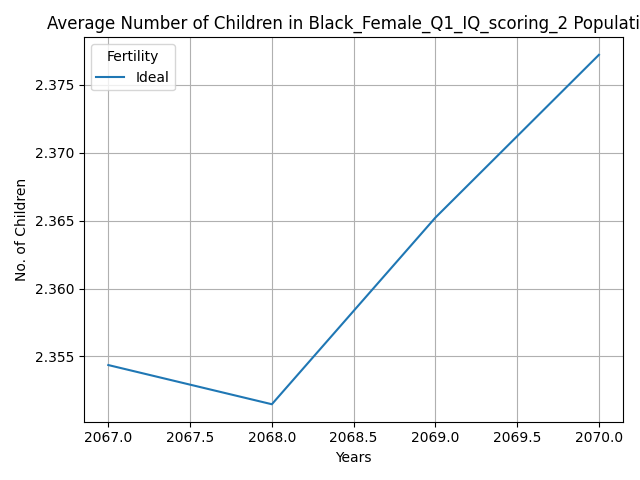 Average Number of Children in Black_Female_Q1_IQ_scoring_2 Populati
Fertility
Ideal
No. of Children
2.375
2.370
2.365
2.360
2.355
2067.0 2067.5 2068.0 2068.5 2069.0 2069.5 2070.0
Years